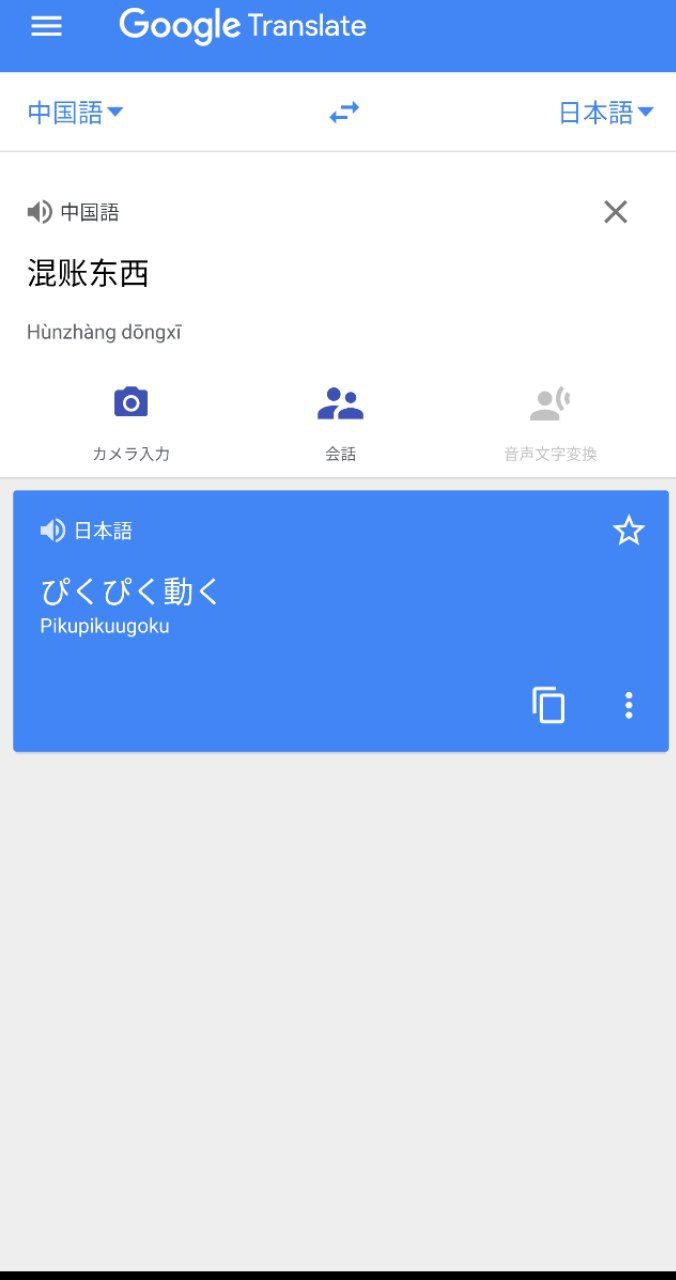 Google Translate
中国語
日本語
中国語
混账东西
Hùnzhàng dōngxī
カメラ入力
会話
音声文字変換
日本語
ぴくぴく動く
Pikupikuugoku